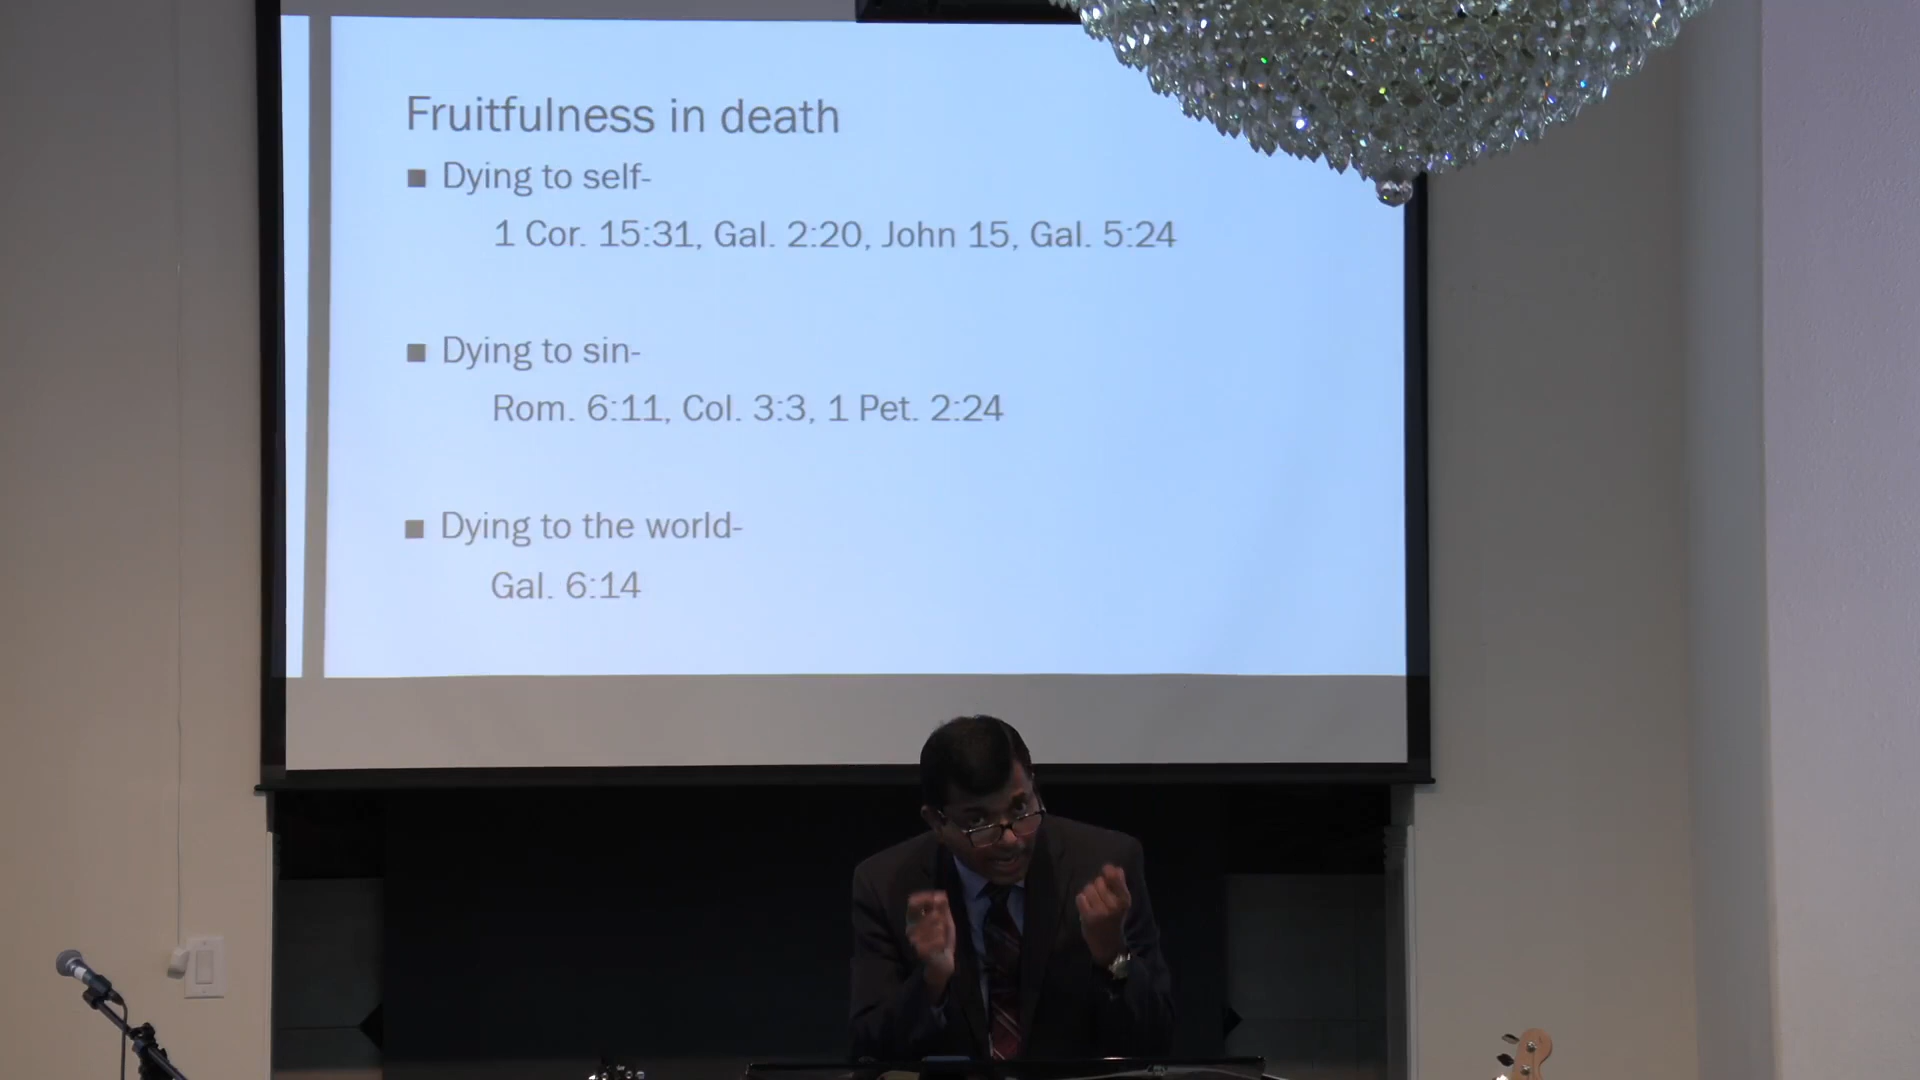 Fruitfulness in death
■ Dying to self-
1 Cor. 15:31, Gal. 2:20, John 15, Gal. 5:24
■ Dying to sin-
Rom. 6:11, Col. 3:3, 1 Pet. 2:24
■ Dying to the world-
Gal. 6:14